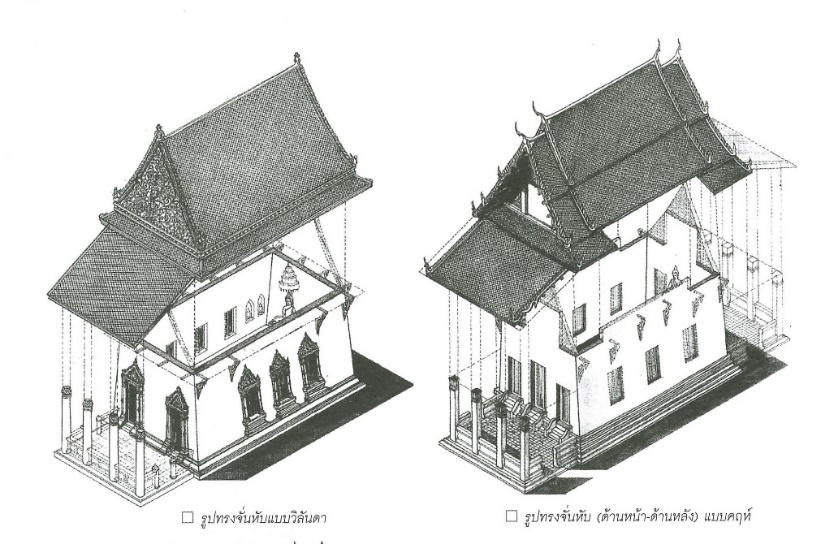 □ รูปทรงจั่นหับแบบวิลันดา
□ รูปทรงจั่นหับ (ด้านหน้า-ด้านหลัง) แบบคฤห์